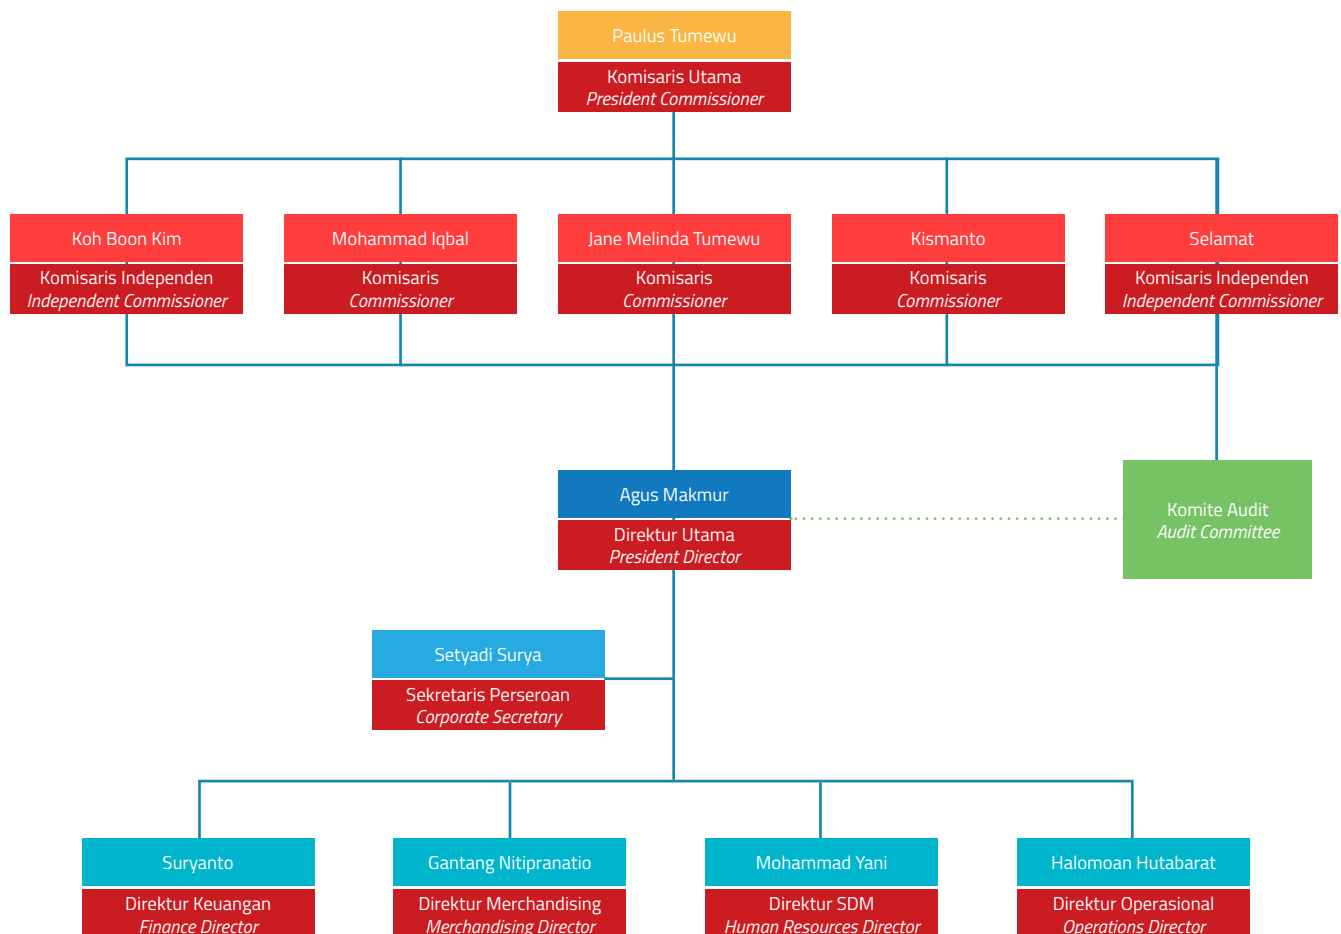 Paulus Tumewu
Komisaris Utama
President Commissioner
Koh Boon Kim
Komisaris Independen
Independent Commissioner
Mohammad Iqbal
Komisaris
Commissioner
Jane Melinda Tumewu
Komisaris
Commissioner
Kismanto
Komisaris
Commissioner
Selamat
Komisaris Independen
Independent Commissioner
Agus Makmur
Direktur Utama
President Director
Komite Audit
Audit Committee
Setyadi Surya
Sekretaris Perseroan
Corporate Secretary
Suryanto
Direktur Keuangan
Finance Director
Gantang Nitipranatio
Direktur Merchandising
Merchandising Director
Mohammad Yani
Direktur SDM
Human Resources Director
Halomoan Hutabarat
Direktur Operasional
Operations Director